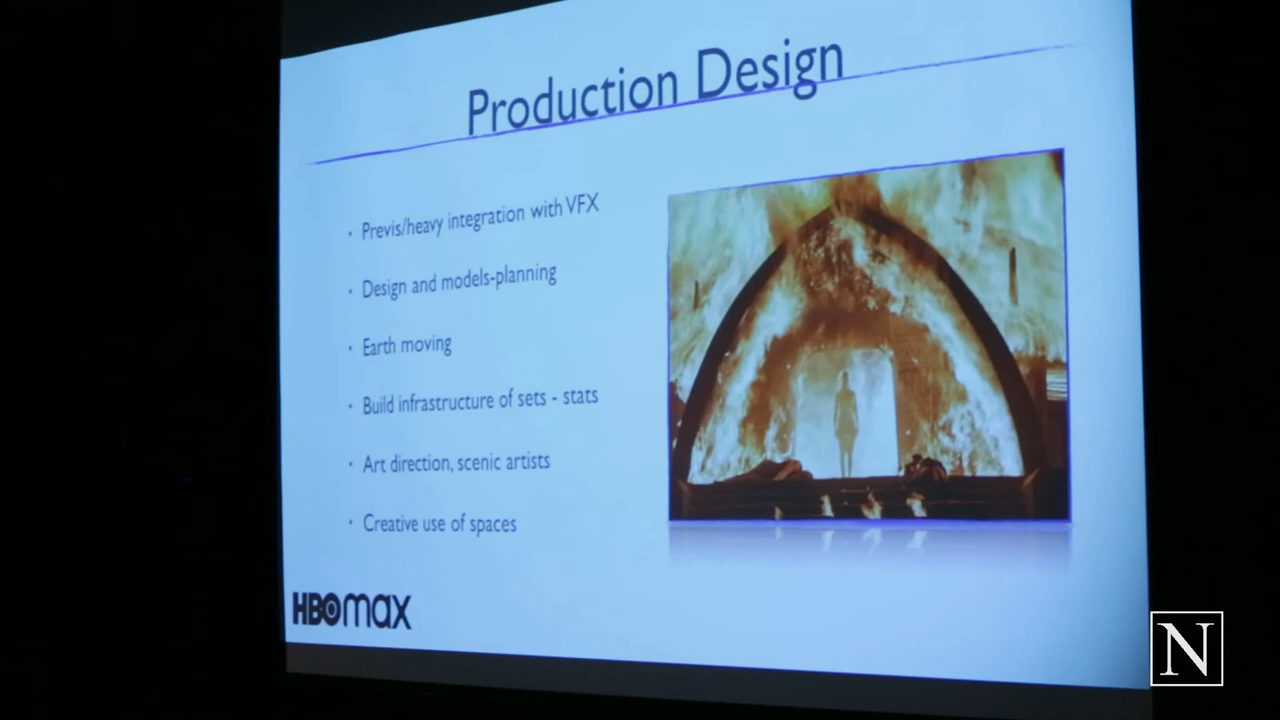 Production Design
• Previs/heavy integration with VFX
• Design and models-planning
• Earth moving
• Build infrastructure of sets - stats
• Art direction, scenic artists
• Creative use of spaces
HBOmax
N